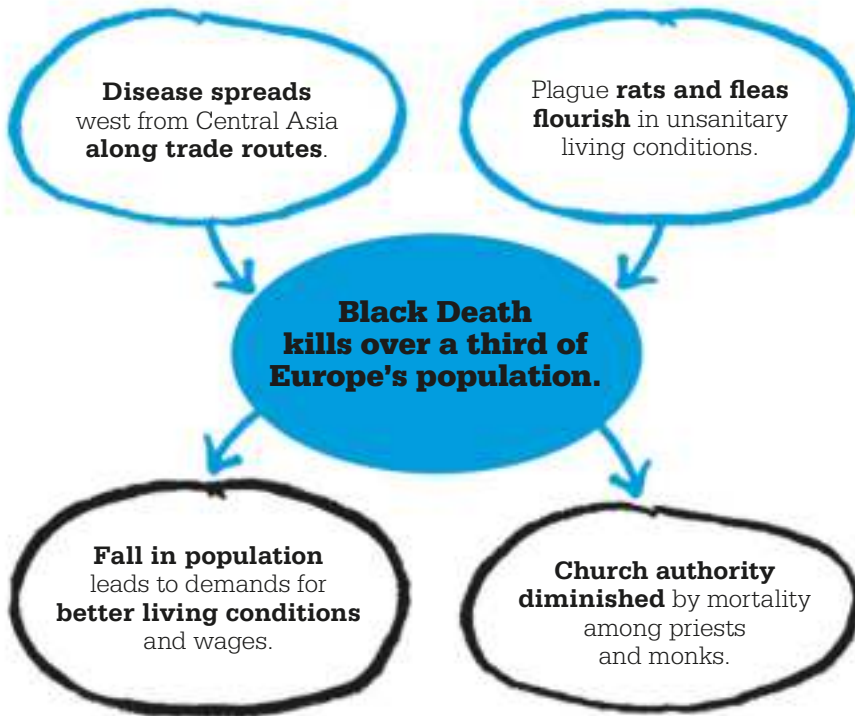 Disease spreads
west from Central Asia
along trade routes.
Plague rats and fleas
flourish in unsanitary
living conditions.
Black Death
kills over a third of
Europe's population.
Fall in population
leads to demands for
better living conditions
and wages.
Church authority
diminished by mortality
among priests
and monks.